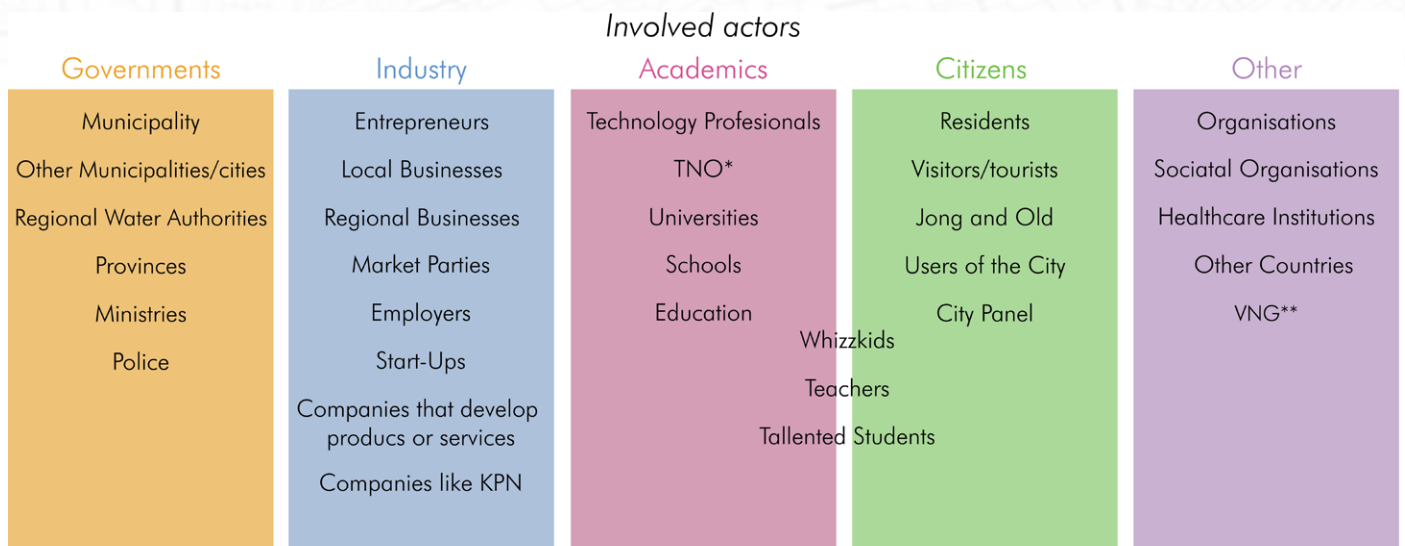 Involved actors
Governments
Municipality
Other Municipalities/cities
Regional Water Authorities
Provinces
Ministries
Police
Industry
Entrepreneurs
Local Businesses
Regional Businesses
Market Parties
Employers
Start-Ups
Companies that develop
producs or services
Companies like KPN
Academics
Technology Profesionals
TNO*
Universities
Schools
Education
Whizzkids
Teachers
Tallented Students
Citizens
Residents
Visitors/tourists
Jong and Old
Users of the City
City Panel
Other
Organisations
Sociatal Organisations
Healthcare Institutions
Other Countries
VNG**